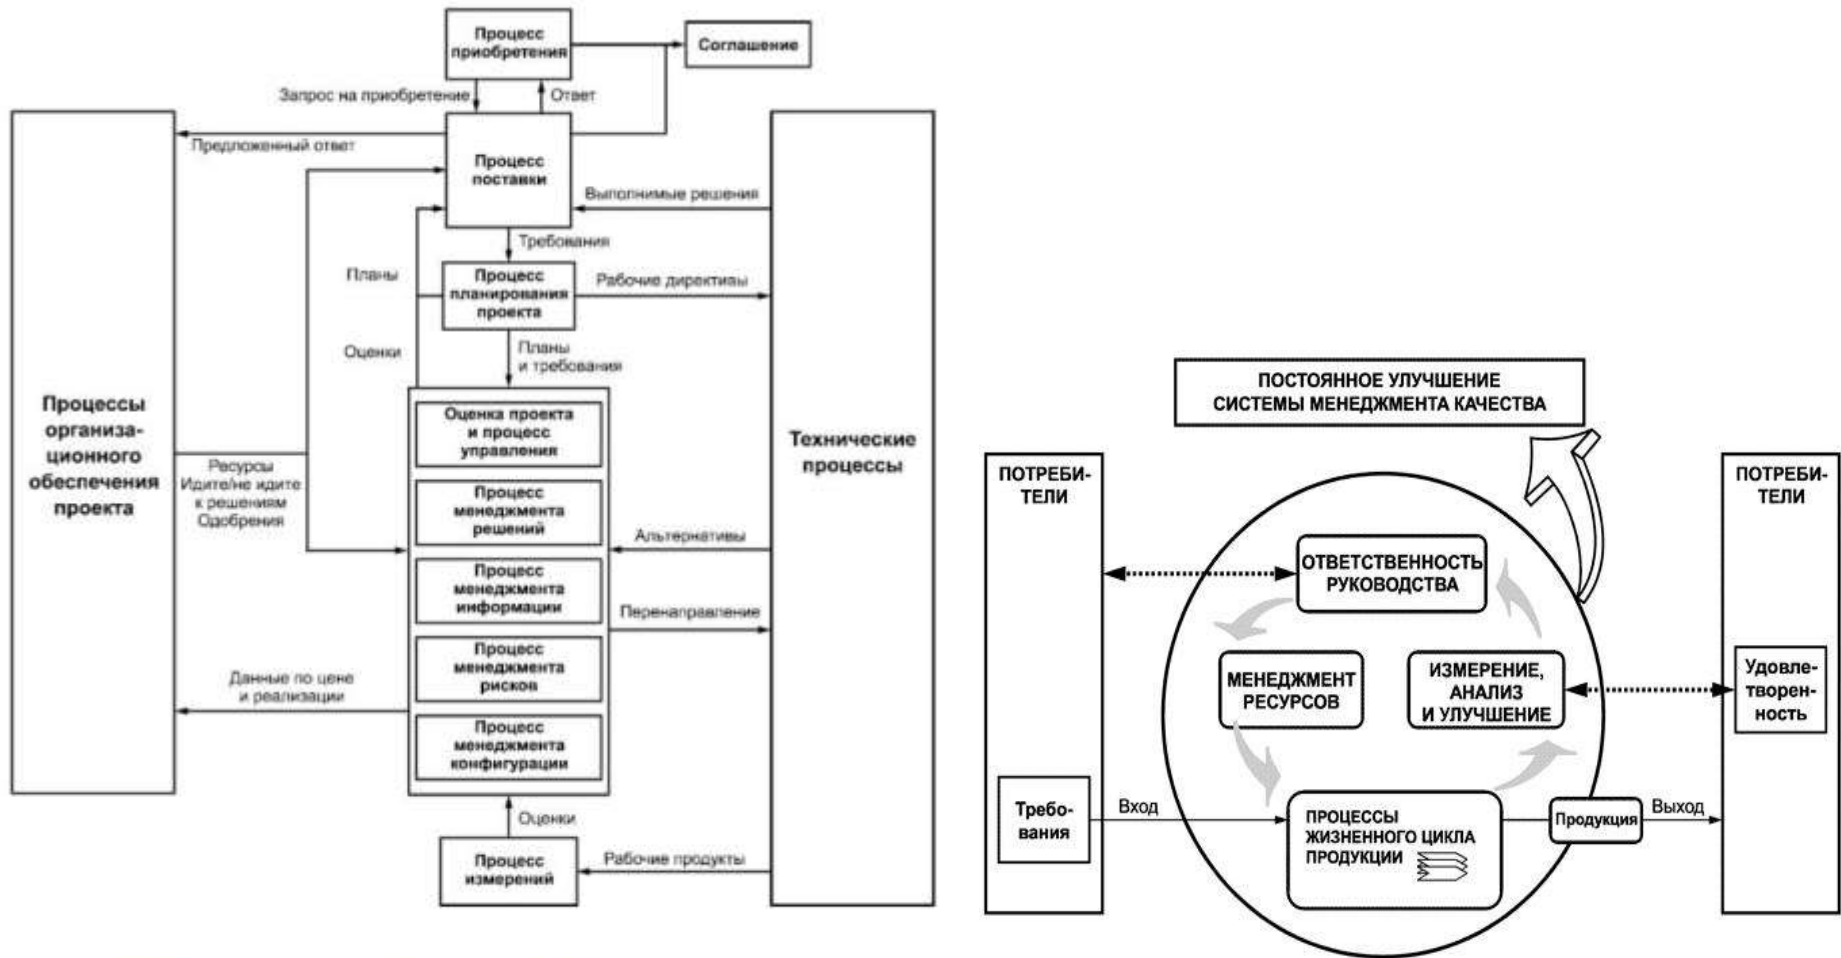 Процесс
приобретения
Соглашение
Запрос на приобретение
Ответ
Предложенный ответ
Процесс
поставки
Выполнимые решения
Требования
Планы
Процесс
планирования
проекта
Рабочие директивы
Оценки
Планы
и требования
Процессы
организа-
ционного
обеспечения
проекта
Ресурсы
Идите/не идите
к решениям
Одобрения
Оценка проекта
и процесс
управления
Процесс
менеджмента
решений
Процесс
менеджмента
информации
Процесс
менеджмента
рисков
Процесс
менеджмента
конфигурации
Технические
процессы
Альтернативы
Перенаправление
Данные по цене
и реализации
Оценки
Процесс
измерений
Рабочие продукты
ПОСТОЯННОЕ УЛУЧШЕНИЕ
СИСТЕМЫ МЕНЕДЖМЕНТА КАЧЕСТВА
ПОТРЕБИ-
ТЕЛИ
ПОТРЕБИ-
ТЕЛИ
ОТВЕТСТВЕННОСТЬ
РУКОВОДСТВА
МЕНЕДЖМЕНТ
РЕСУРСОВ
ИЗМЕРЕНИЕ,
АНАЛИЗ
И УЛУЧШЕНИЕ
Удовле-
творен-
ность
Требо-
вания
Вход
ПРОЦЕССЫ
ЖИЗНЕННОГО ЦИКЛА
ПРОДУКЦИИ
Продукция
Выход